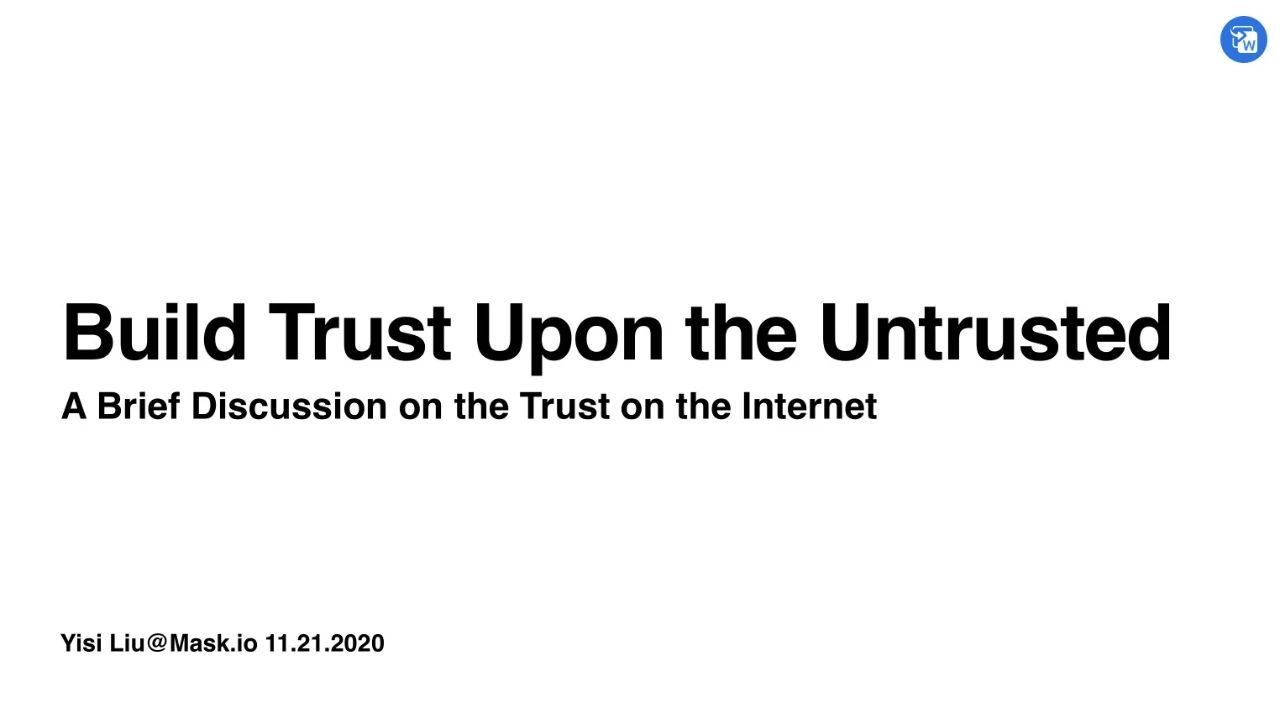 W
Build Trust Upon the Untrusted
A Brief Discussion on the Trust on the Internet
Yisi Liu@Mask.io 11.21.2020